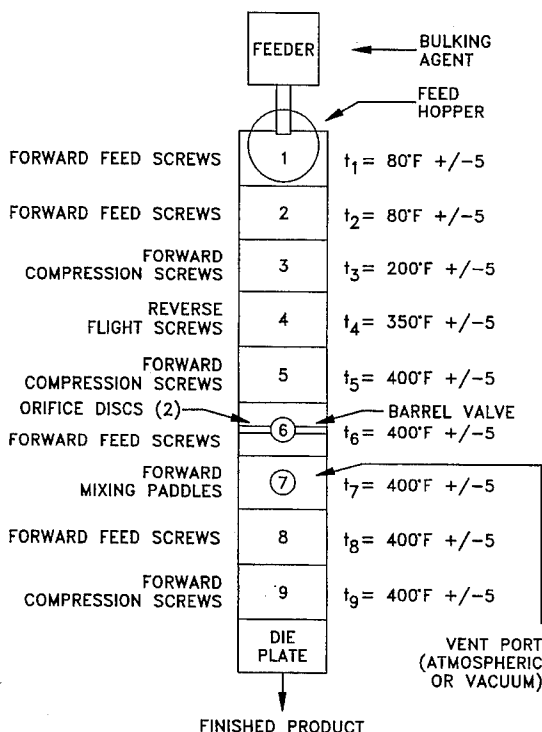 FEEDER
BULKING
AGENT
FEED
HOPPER
FORWARD FEED SCREWS 1 t1= 80°F +/-5
FORWARD FEED SCREWS 2 t2= 80°F +/-5
FORWARD
COMPRESSION SCREWS 3 t3= 200°F +/-5
REVERSE
FLIGHT SCREWS 4 t4= 350°F +/-5
FORWARD
COMPRESSION SCREWS 5 t5= 400°F +/-5
ORIFICE DISCS (2) BARREL VALVE
FORWARD FEED SCREWS 6 t6= 400°F +/-5
FORWARD
MIXING PADDLES 7 t7= 400°F +/-5
FORWARD FEED SCREWS 8 t8= 400°F +/-5
FORWARD
COMPRESSION SCREWS 9 t9= 400°F +/-5
DIE
PLATE
VENT PORT
(ATMOSPHERIC
OR VACUUM)
FINISHED PRODUCT